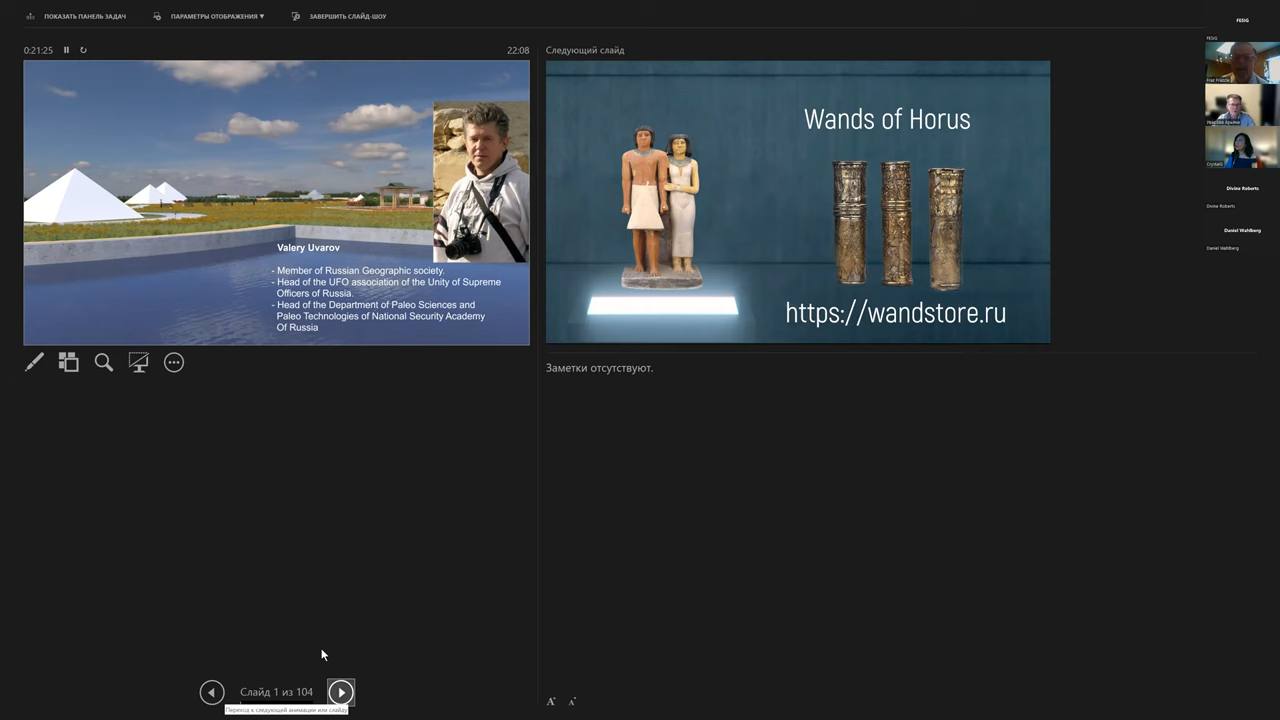 ПОКАЗАТЬ ПАНЕЛЬ ЗАДАЧ
ПАРАМЕТРЫ ОТОБРАЖЕНИЯ ▼
ЗАВЕРШИТЬ СЛАЙД-ШОУ
0:21:25
22:08
Valery Uvarov
- Member of Russian Geographic society.
- Head of the UFO association of the Unity of Supreme
Officers of Russia.
- Head of the Department of Paleo Sciences and
Paleo Technologies of National Security Academy
Of Russia
Следующий слайд
Wands of Horus
https://wandstore.ru
Заметки отсутствуют.
Слайд 1 из 104
Переход к следующей анимации или слайду
A
A
FESIG
FESIG
CrystalG
Divine Roberts
Divine Roberts
Daniel Wahlberg
Daniel Wahlberg